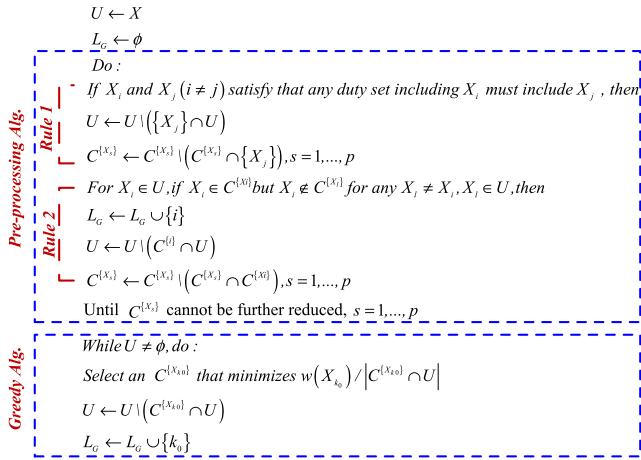 U ← X
L_G ← ϕ
Pre-processing Alg.
Do :
Rule 1
If X_i and X_j (i ≠ j) satisfy that any duty set including X_i must include X_j , then
U ← U \ ({X_j} ∩ U)
C^{X_s} ← C^{X_s} \ (C^{X_s} ∩ {X_j}), s = 1,..., p
Rule 2
For X_i ∈ U, if X_i ∈ C^{Xi} but X_i ∉ C^{X_l} for any X_l ≠ X_i, X_l ∈ U, then
L_G ← L_G ∪ {i}
U ← U \ (C^{i} ∩ U)
C^{X_s} ← C^{X_s} \ (C^{X_s} ∩ C^{Xi}), s = 1,..., p
Until C^{X_s} cannot be further reduced, s = 1,..., p
Greedy Alg.
While U ≠ ϕ, do :
Select an C^{X_{k0}} that minimizes w(X_{k_0}) / |C^{X_{k0}} ∩ U|
U ← U \ (C^{X_{k0}} ∩ U)
L_G ← L_G ∪ {k_0}